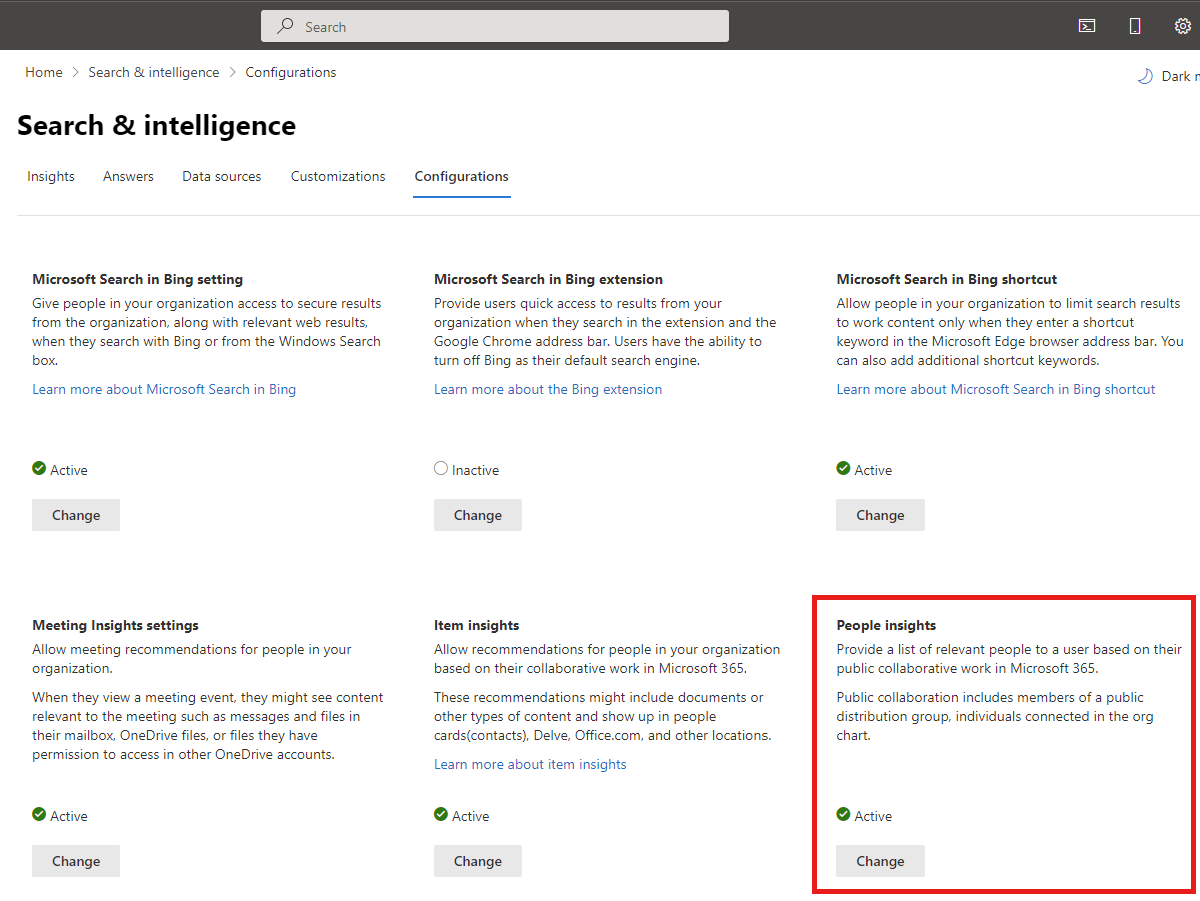 Search
Home > Search & intelligence > Configurations
Dark m
Search & intelligence
Insights Answers Data sources Customizations Configurations
Microsoft Search in Bing setting
Give people in your organization access to secure results
from the organization, along with relevant web results,
when they search with Bing or from the Windows Search
box.
Learn more about Microsoft Search in Bing
Active
Change
Microsoft Search in Bing extension
Provide users quick access to results from your
organization when they search in the extension and the
Google Chrome address bar. Users have the ability to
turn off Bing as their default search engine.
Learn more about the Bing extension
Inactive
Change
Microsoft Search in Bing shortcut
Allow people in your organization to limit search results
to work content only when they enter a shortcut
keyword in the Microsoft Edge browser address bar. You
can also add additional shortcut keywords.
Learn more about Microsoft Search in Bing shortcut
Active
Change
Meeting Insights settings
Allow meeting recommendations for people in your
organization.
When they view a meeting event, they might see content
relevant to the meeting such as messages and files in
their mailbox, OneDrive files, or files they have
permission to access in other OneDrive accounts.
Active
Change
Item insights
Allow recommendations for people in your organization
based on their collaborative work in Microsoft 365.
These recommendations might include documents or
other types of content and show up in people
cards(contacts), Delve, Office.com, and other locations.
Learn more about item insights
Active
Change
People insights
Provide a list of relevant people to a user based on their
public collaborative work in Microsoft 365.
Public collaboration includes members of a public
distribution group, individuals connected in the org
chart.
Active
Change